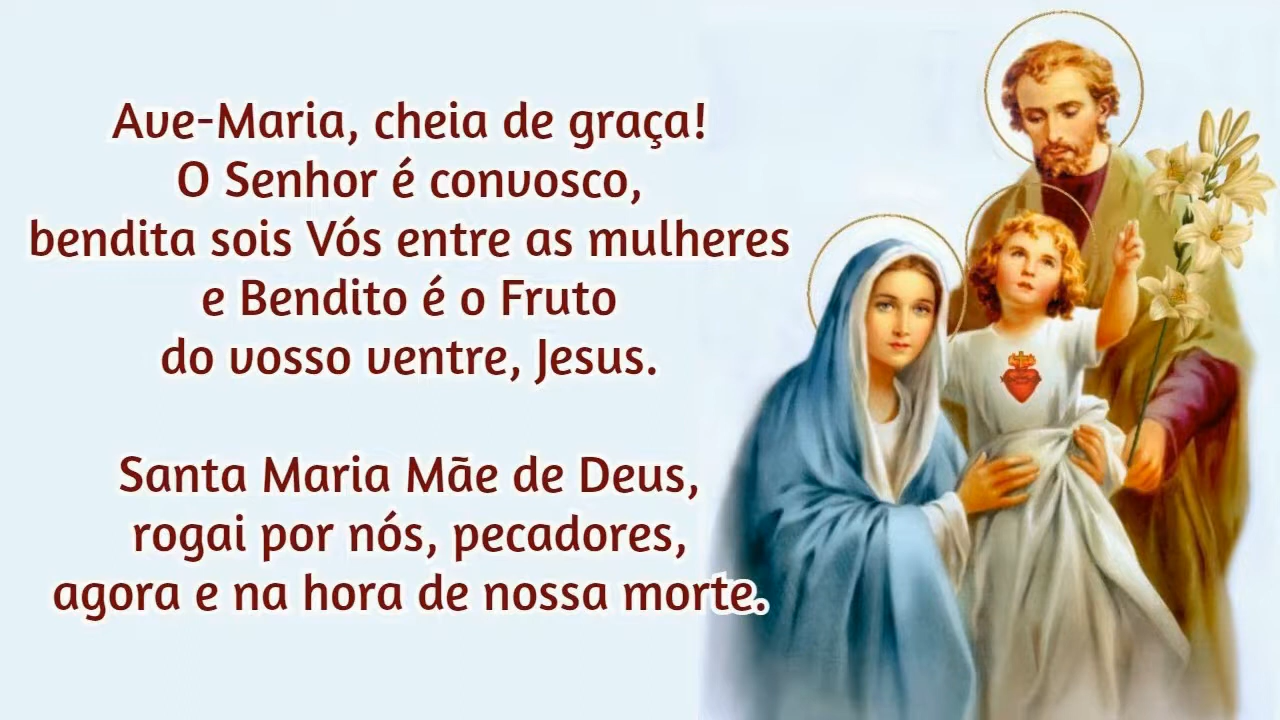 Ave-Maria, cheia de graça!
O Senhor é convosco,
bendita sois Vós entre as mulheres
e Bendito é o Fruto
do vosso ventre, Jesus.
Santa Maria Mãe de Deus,
rogai por nós, pecadores,
agora e na hora de nossa morte.